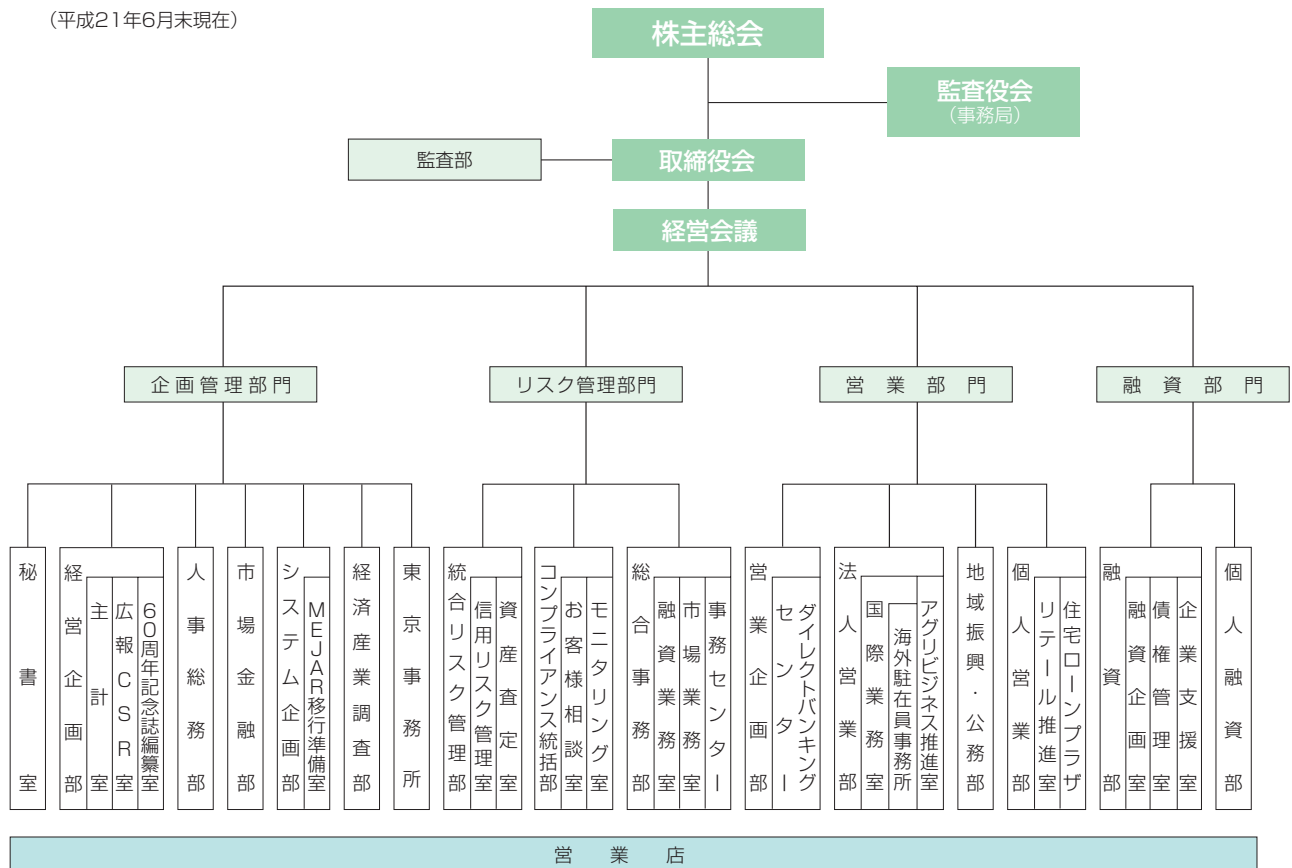 (平成21年6月末現在)
株主総会
監査役会
(事務局)
監査部
取締役会
経営会議
企画管理部門
リスク管理部門
営業部門
融資部門
秘書室
経営企画部
主計室
広報CSR室
60周年記念誌編纂室
人事総務部
市場金融部
システム企画部
MEJAR移行準備室
経済産業調査部
東京事務所
統合リスク管理部
信用リスク管理室
資産査定室
コンプライアンス統括部
お客様相談室
モニタリング室
総合事務部
融資業務室
市場業務室
事務センター
営業企画部
ダイレクトバンキング
センター
法人営業部
国際業務室
海外駐在員事務所
アグリビジネス推進室
地域振興・公務部
個人営業部
リテール推進室
住宅ローンプラザ
融資部
融資企画室
債権管理室
企業支援室
個人融資部
営業店